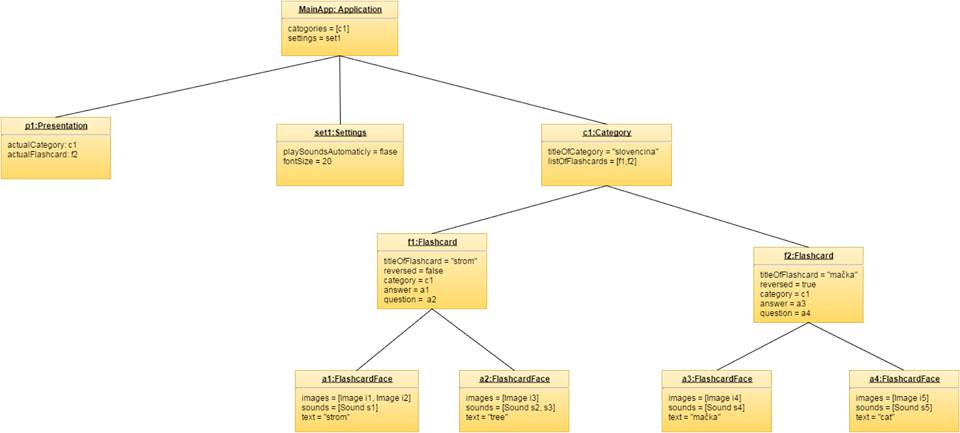 MainApp: Application
catogories = [c1]
settings = set1
p1:Presentation
actualCategory: c1
actualFlashcard: f2
set1:Settings
playSoundsAutomaticly = flase
fontSize = 20
c1:Category
titleOfCategory = "slovencina"
listOfFlashcards = [f1,f2]
f1:Flashcard
titleOfFlashcard = "strom"
reversed = false
category = c1
answer = a1
question =  a2
f2:Flashcard
titleOfFlashcard = "mačka"
reversed = true
category = c1
answer = a3
question = a4
a1:FlashcardFace
images = [Image i1, Image i2]
sounds = [Sound s1]
text = "strom"
a2:FlashcardFace
images = [Image i3]
sounds = [Sound s2, s3]
text = "tree"
a3:FlashcardFace
images = [Image i4]
sounds = [Sound s4]
text = "mačka"
a4:FlashcardFace
images = [Image i5]
sounds = [Sound s5]
text = "cat"